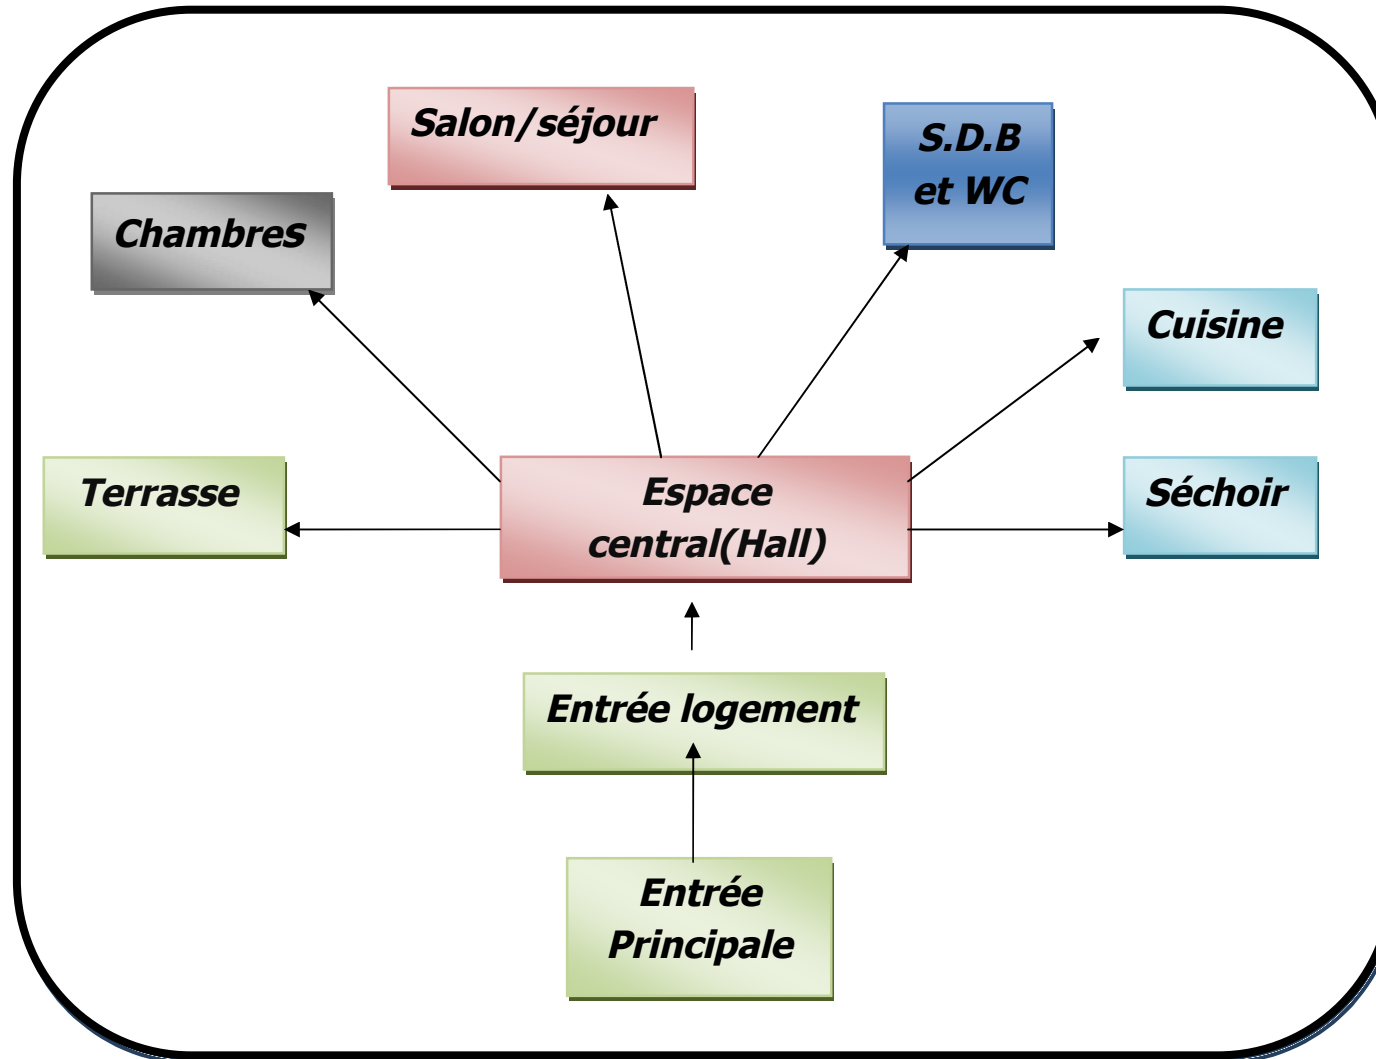 Salon/séjour
S.D.B
et WC
Chambres
Cuisine
Terrasse
Espace
central(Hall)
Séchoir
Entrée logement
Entrée
Principale